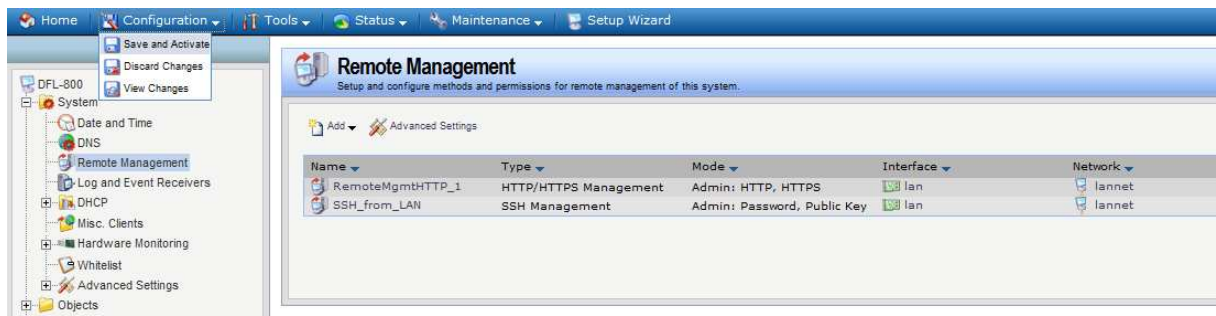 Home Configuration Tools Status Maintenance Setup Wizard
Save and Activate
Discard Changes
View Changes
DFL-800
System
Date and Time
DNS
Remote Management
Log and Event Receivers
DHCP
Misc. Clients
Hardware Monitoring
Whitelist
Advanced Settings
Objects
Remote Management
Setup and configure methods and permissions for remote management of this system.
Add Advanced Settings
Name Type Mode Interface Network
RemoteMgmtHTTP_1 HTTP/HTTPS Management Admin: HTTP, HTTPS lan lannet
SSH_from_LAN SSH Management Admin: Password, Public Key lan lannet